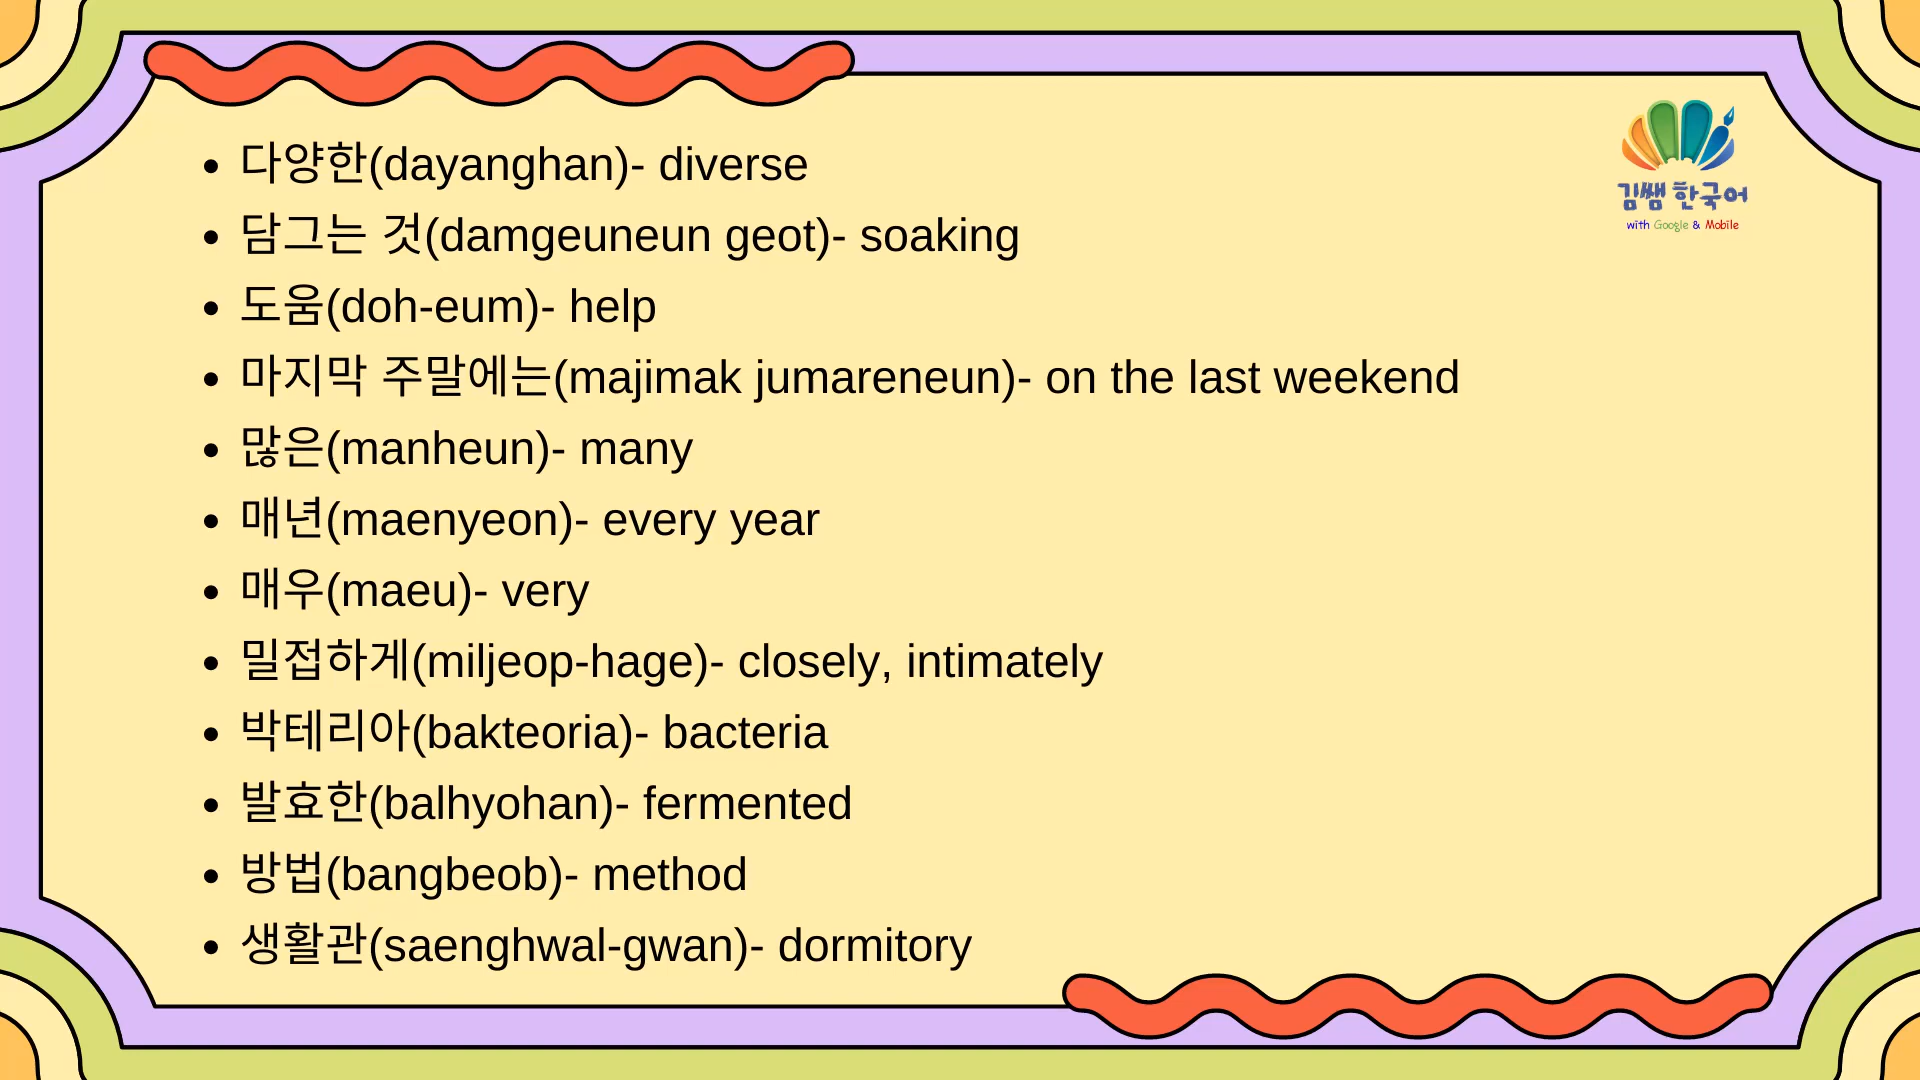 다양한(dayanghan)- diverse
김쌤 한국어
with Google & Mobile
담그는 것(damgeuneun geot)- soaking
도움(doh-eum)- help
마지막 주말에는(majimak jumareneun)- on the last weekend
많은(manheun)- many
매년(maenyeon)- every year
매우(maeu)- very
밀접하게(miljeop-hage)- closely, intimately
박테리아(bakteoria)- bacteria
발효한(balhyohan)- fermented
방법(bangbeob)- method
생활관(saenghwal-gwan)- dormitory